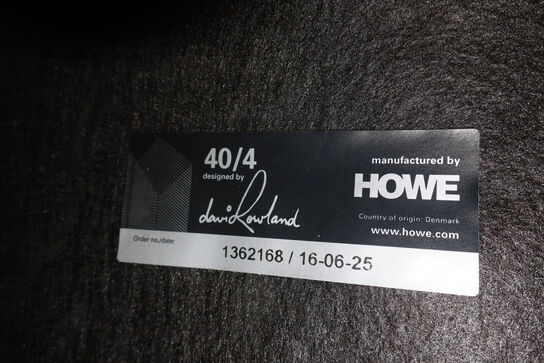 40/4
designed by
david Rowland
manufactured by
HOWE
Country of origin: Denmark
www.howe.com
Order no./date:
1362168 / 16-06-25